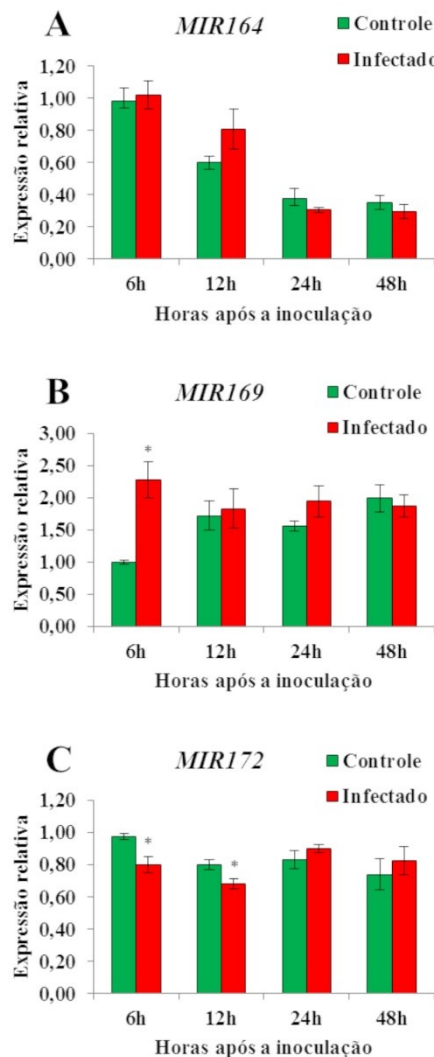 A
MIR164
Controle
Infectado
Expressão relativa
1,20
1,00
0,80
0,60
0,40
0,20
0,00
6h 12h 24h 48h
Horas após a inoculação
B
MIR169
Controle
Infectado
Expressão relativa
3,00
2,50
2,00
1,50
1,00
0,50
0,00
*
6h 12h 24h 48h
Horas após a inoculação
C
MIR172
Controle
Infectado
Expressão relativa
1,20
1,00
0,80
0,60
0,40
0,20
0,00
* *
6h 12h 24h 48h
Horas após a inoculação